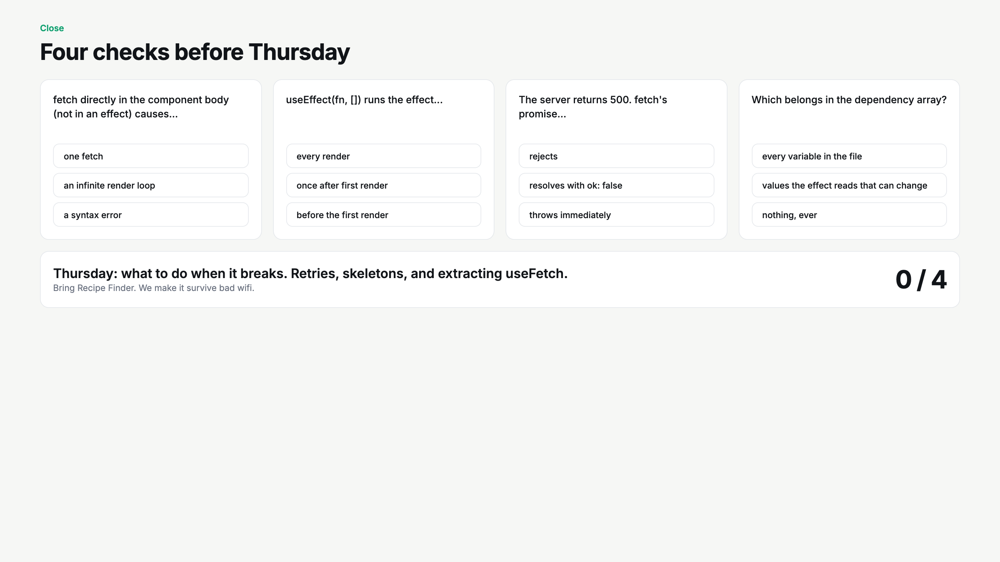 Close
Four checks before Thursday
fetch directly in the component body
(not in an effect) causes...
one fetch
an infinite render loop
a syntax error
useEffect(fn, []) runs the effect...
every render
once after first render
before the first render
The server returns 500. fetch's
promise...
rejects
resolves with ok: false
throws immediately
Which belongs in the dependency array?
every variable in the file
values the effect reads that can change
nothing, ever
Thursday: what to do when it breaks. Retries, skeletons, and extracting useFetch.
Bring Recipe Finder. We make it survive bad wifi.
0 / 4